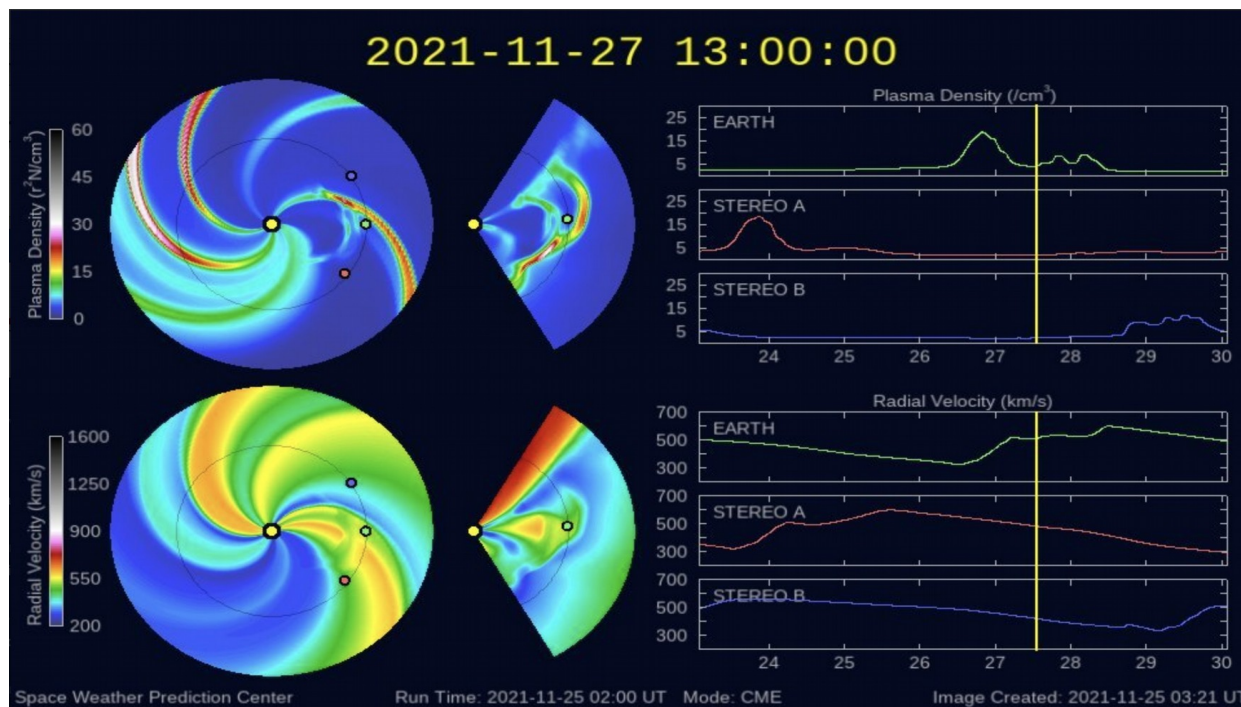 2021-11-27 13:00:00
Plasma Density (r²N/cm³)
60
45
30
15
0
Plasma Density (/cm³)
25
15
5
EARTH
25
15
5
STEREO A
25
15
5
STEREO B
24 25 26 27 28 29 30
Radial Velocity (km/s)
1600
1250
900
550
200
Radial Velocity (km/s)
700
500
300
EARTH
700
500
300
STEREO A
700
500
300
STEREO B
24 25 26 27 28 29 30
Space Weather Prediction Center Run Time: 2021-11-25 02:00 UT Mode: CME Image Created: 2021-11-25 03:21 UT